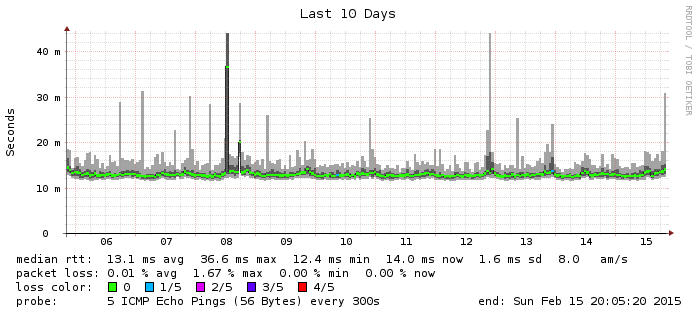 Last 10 Days
RRDTOOL / TOBI OETIKER
Seconds
40 m
30 m
20 m
10 m
0
06 07 08 09 10 11 12 13 14 15
median rtt: 13.1 ms avg 36.6 ms max 12.4 ms min 14.0 ms now 1.6 ms sd 8.0 am/s
packet loss: 0.01 % avg 1.67 % max 0.00 % min 0.00 % now
loss color: 0 1/5 2/5 3/5 4/5
probe: 5 ICMP Echo Pings (56 Bytes) every 300s end: Sun Feb 15 20:05:20 2015